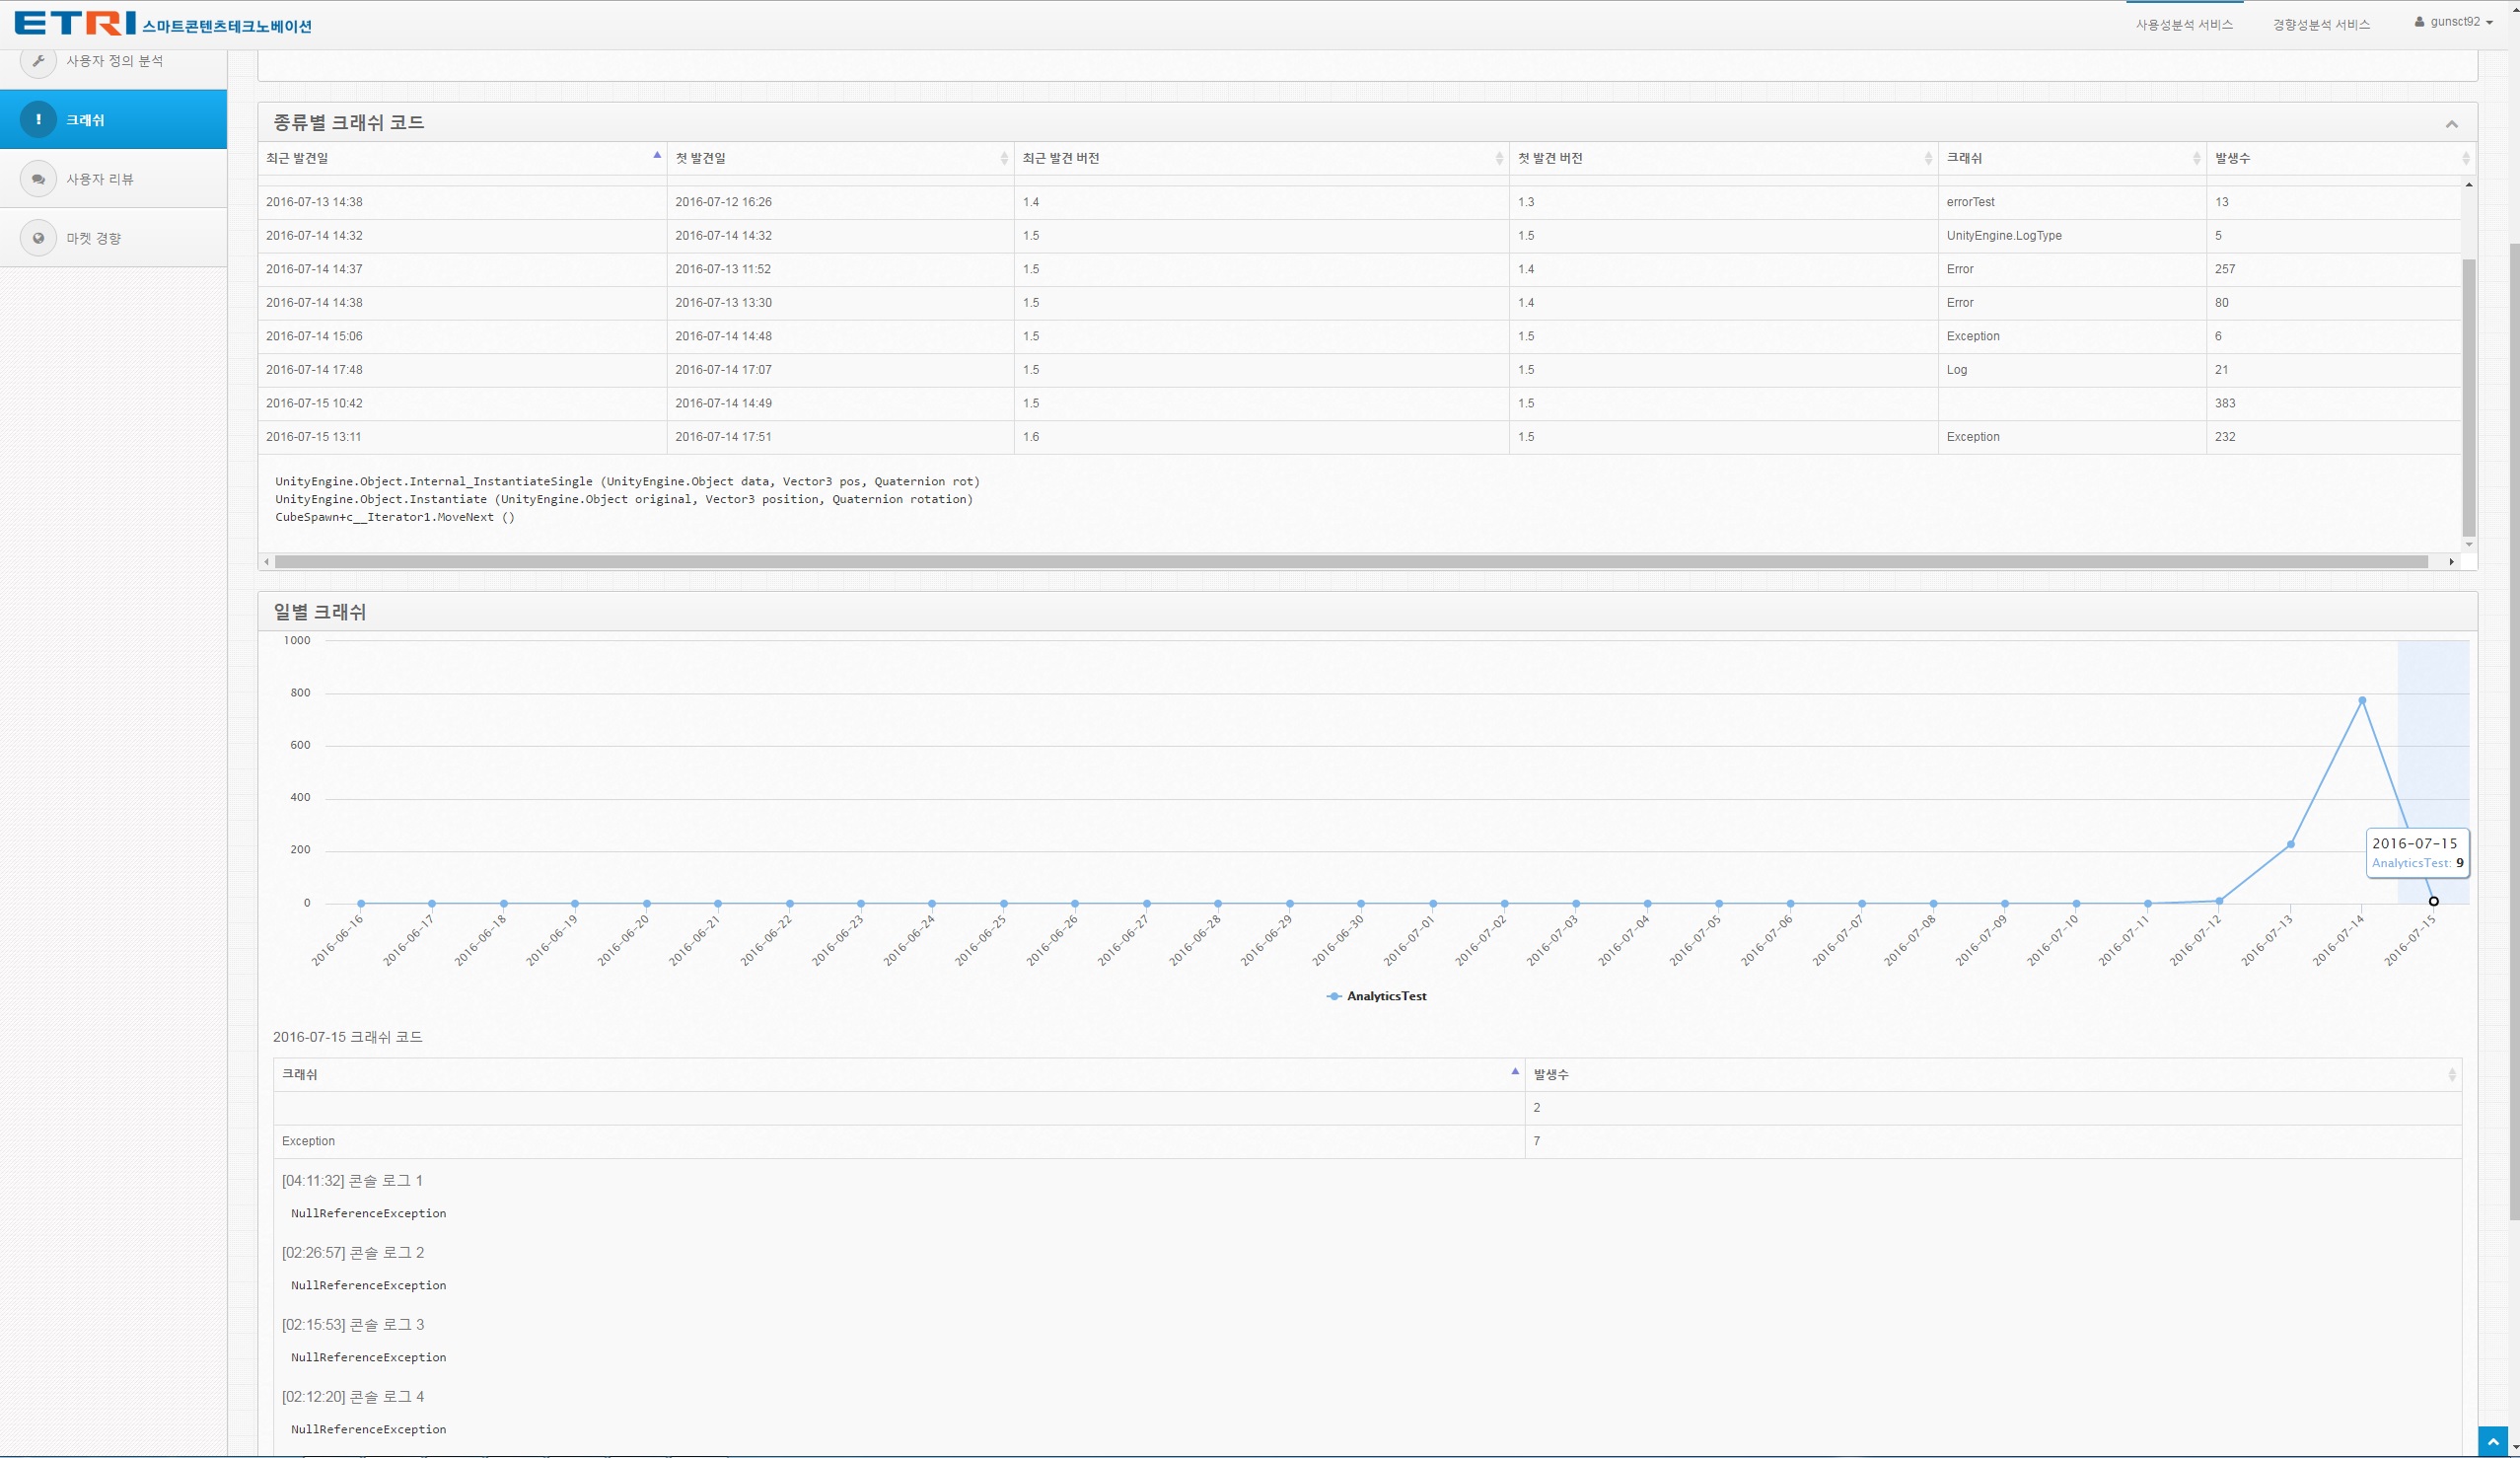 ETRI 스마트콘텐츠테크노베이션
사용성분석 서비스 경향성분석 서비스 gunsct92
사용자 정의 분석
크래쉬
사용자 리뷰
마켓 경향
종류별 크래쉬 코드
최근 발견일 첫 발견일 최근 발견 버전 첫 발견 버전 크래쉬 발생수
2016-07-13 14:38 2016-07-12 16:26 1.4 1.3 errorTest 13
2016-07-14 14:32 2016-07-14 14:32 1.5 1.5 UnityEngine.LogType 5
2016-07-14 14:37 2016-07-13 11:52 1.5 1.4 Error 257
2016-07-14 14:38 2016-07-13 13:30 1.5 1.4 Error 80
2016-07-14 15:06 2016-07-14 14:48 1.5 1.5 Exception 6
2016-07-14 17:48 2016-07-14 17:07 1.5 1.5 Log 21
2016-07-15 10:42 2016-07-14 14:49 1.5 1.5 383
2016-07-15 13:11 2016-07-14 17:51 1.6 1.5 Exception 232
UnityEngine.Object.Internal_InstantiateSingle (UnityEngine.Object data, Vector3 pos, Quaternion rot)
UnityEngine.Object.Instantiate (UnityEngine.Object original, Vector3 position, Quaternion rotation)
CubeSpawn+c__Iterator1.MoveNext ()
일별 크래쉬
1000
800
600
400
200
0
2016-07-15
AnalyticsTest: 9
2016-06-16 2016-06-17 2016-06-18 2016-06-19 2016-06-20 2016-06-21 2016-06-22 2016-06-23 2016-06-24 2016-06-25 2016-06-26 2016-06-27 2016-06-28 2016-06-29 2016-06-30 2016-07-01 2016-07-02 2016-07-03 2016-07-04 2016-07-05 2016-07-06 2016-07-07 2016-07-08 2016-07-09 2016-07-10 2016-07-11 2016-07-12 2016-07-13 2016-07-14 2016-07-15
AnalyticsTest
2016-07-15 크래쉬 코드
크래쉬 발생수
2
Exception 7
[04:11:32] 콘솔 로그 1
NullReferenceException
[02:26:57] 콘솔 로그 2
NullReferenceException
[02:15:53] 콘솔 로그 3
NullReferenceException
[02:12:20] 콘솔 로그 4
NullReferenceException